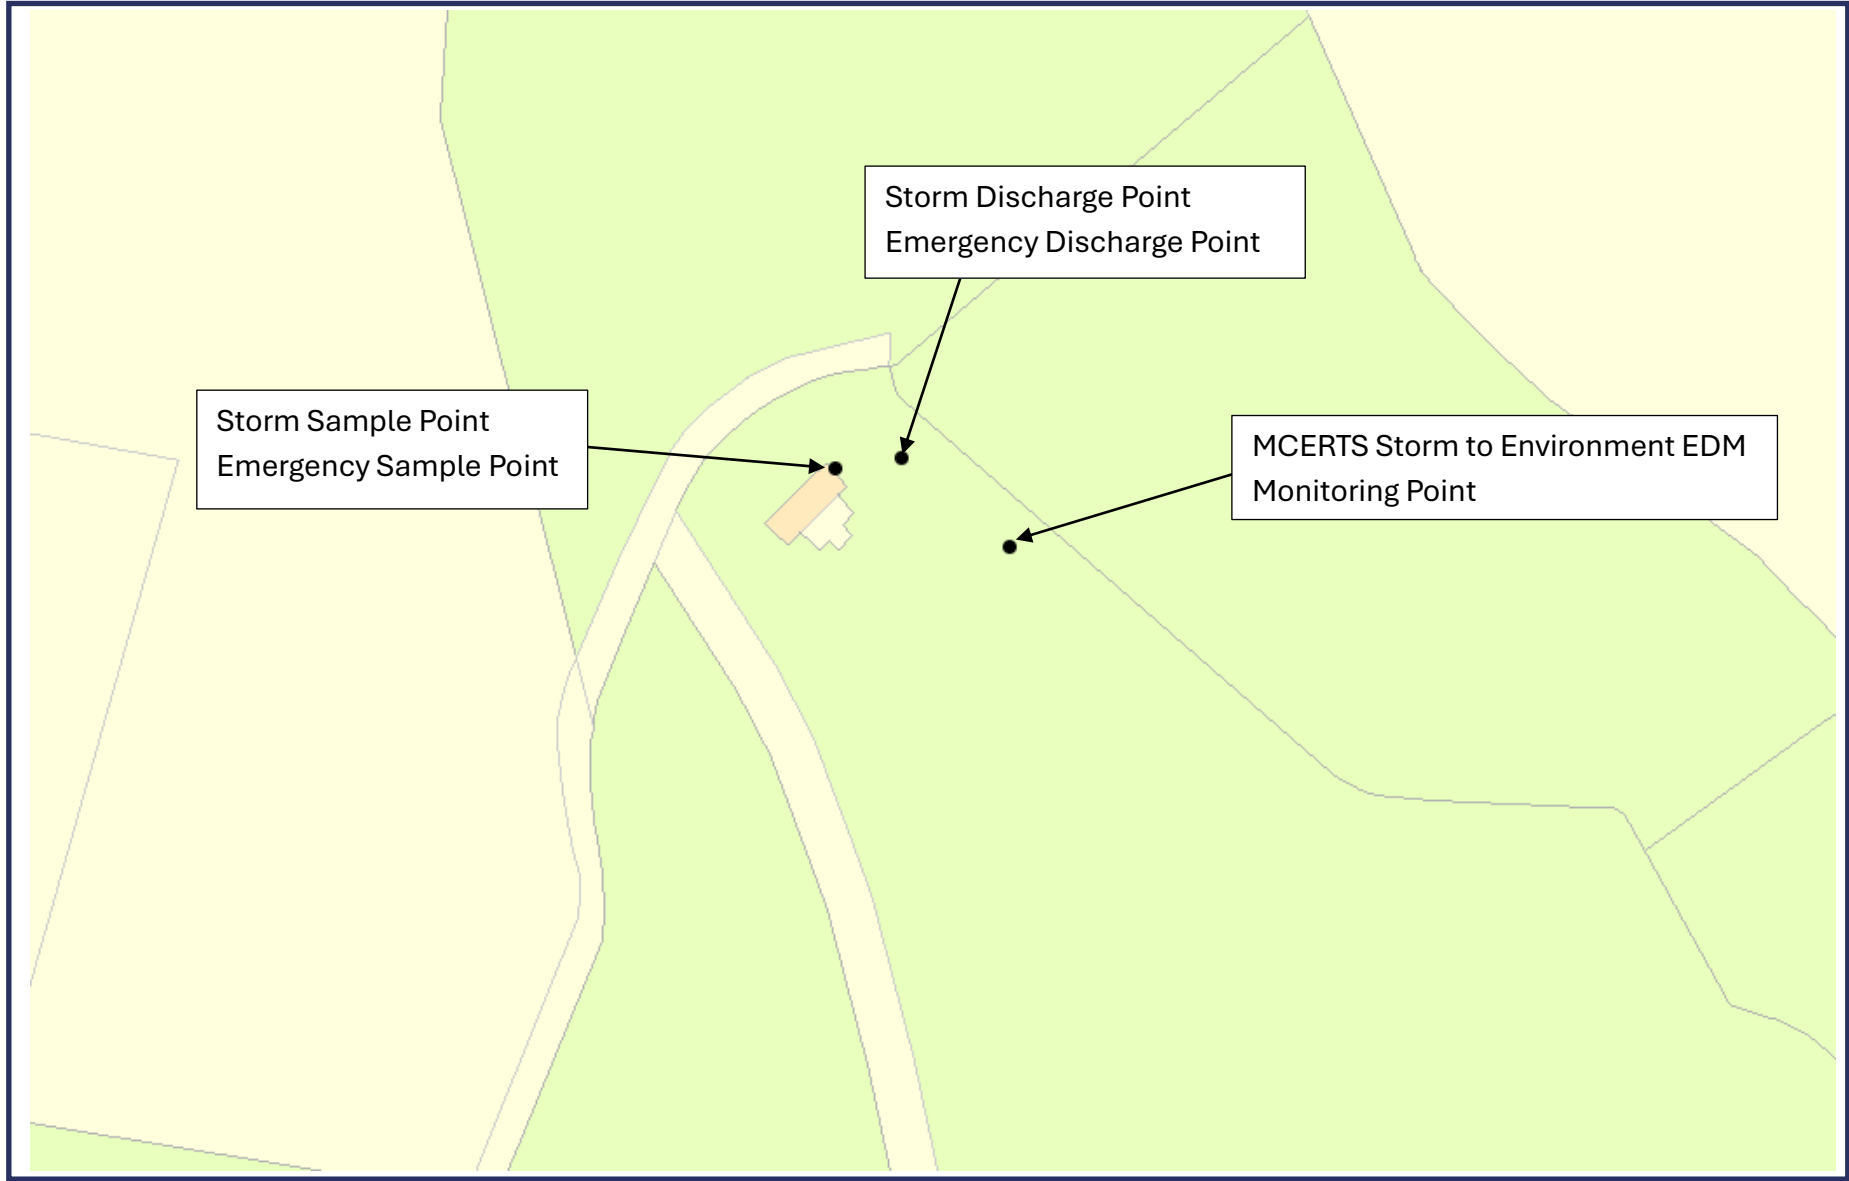 Storm Discharge Point
Emergency Discharge Point
Storm Sample Point
Emergency Sample Point
MCERTS Storm to Environment EDM
Monitoring Point